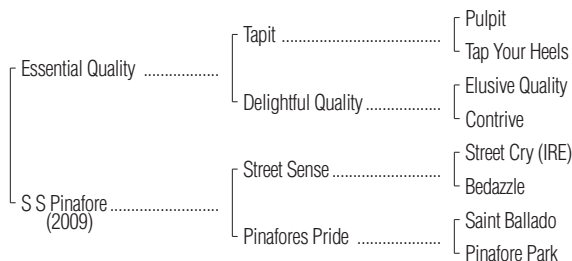 Pulpit
Tapit
Tap Your Heels
Essential Quality
Elusive Quality
Delightful Quality
Contrive
Street Cry (IRE)
Street Sense
Bedazzle
S S Pinafore
(2009)
Saint Ballado
Pinafores Pride
Pinafore Park